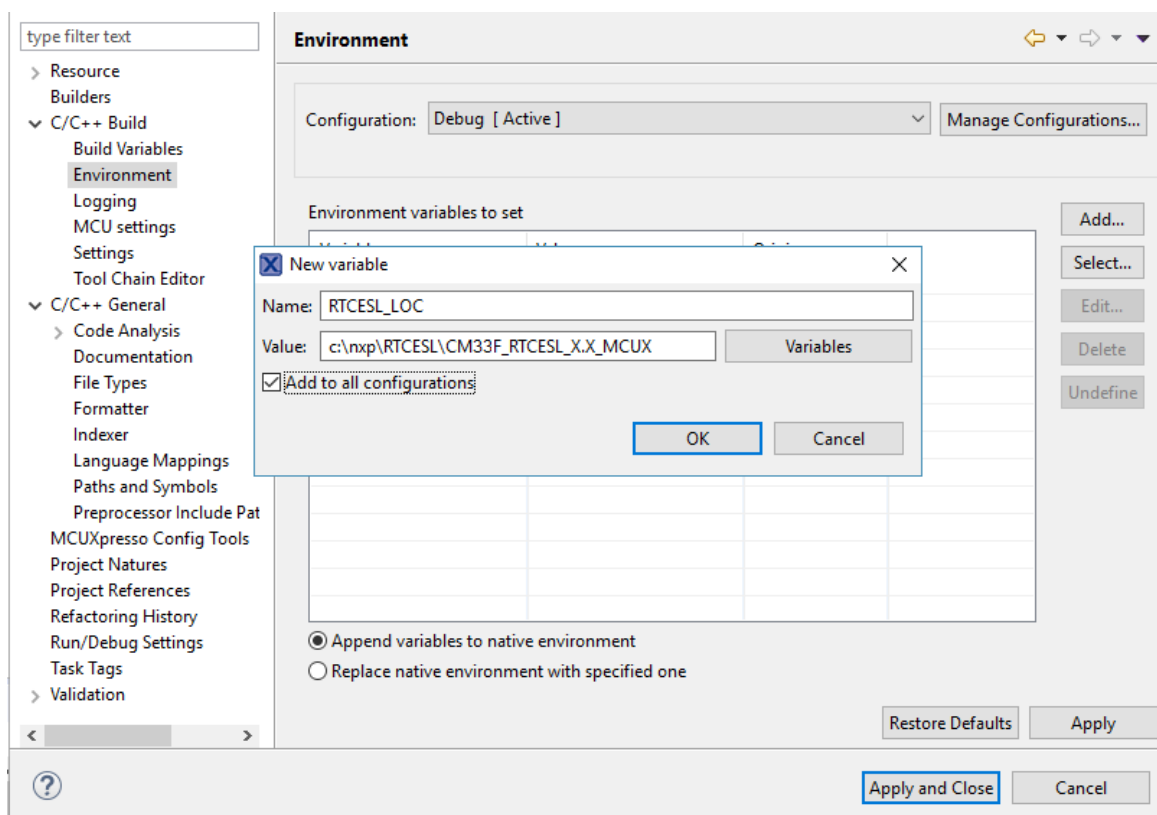 type filter text
Resource
Builders
C/C++ Build
Build Variables
Environment
Logging
MCU settings
Settings
Tool Chain Editor
C/C++ General
Code Analysis
Documentation
File Types
Formatter
Indexer
Language Mappings
Paths and Symbols
Preprocessor Include Pat
MCUXpresso Config Tools
Project Natures
Project References
Refactoring History
Run/Debug Settings
Task Tags
Validation
Environment
Configuration: Debug [ Active ] Manage Configurations...
Environment variables to set
Add...
Select...
Edit...
Delete
Undefine
New variable
Name: RTCESL_LOC
Value: c:\nxp\RTCESL\CM33F_RTCESL_X.X_MCUX Variables
Add to all configurations
OK Cancel
Append variables to native environment
Replace native environment with specified one
Restore Defaults Apply
Apply and Close Cancel